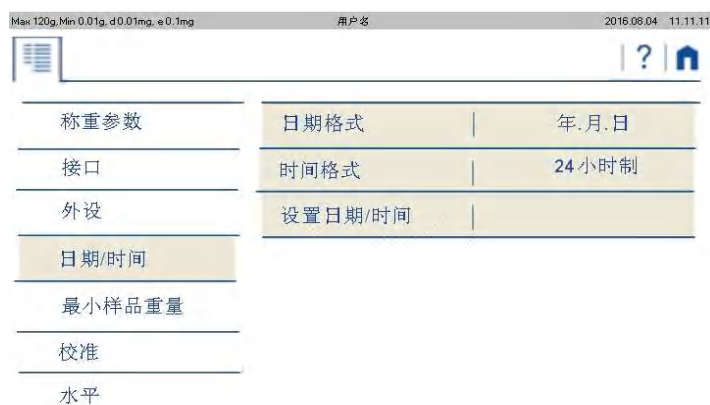 Max 120g, Min 0.01g, d 0.01mg, e 0.1mg 用户名 2016.08.04 11.11.11
?
称重参数
接口
外设
日期/时间
最小样品重量
校准
水平
日期格式 年.月.日
时间格式 24小时制
设置日期/时间